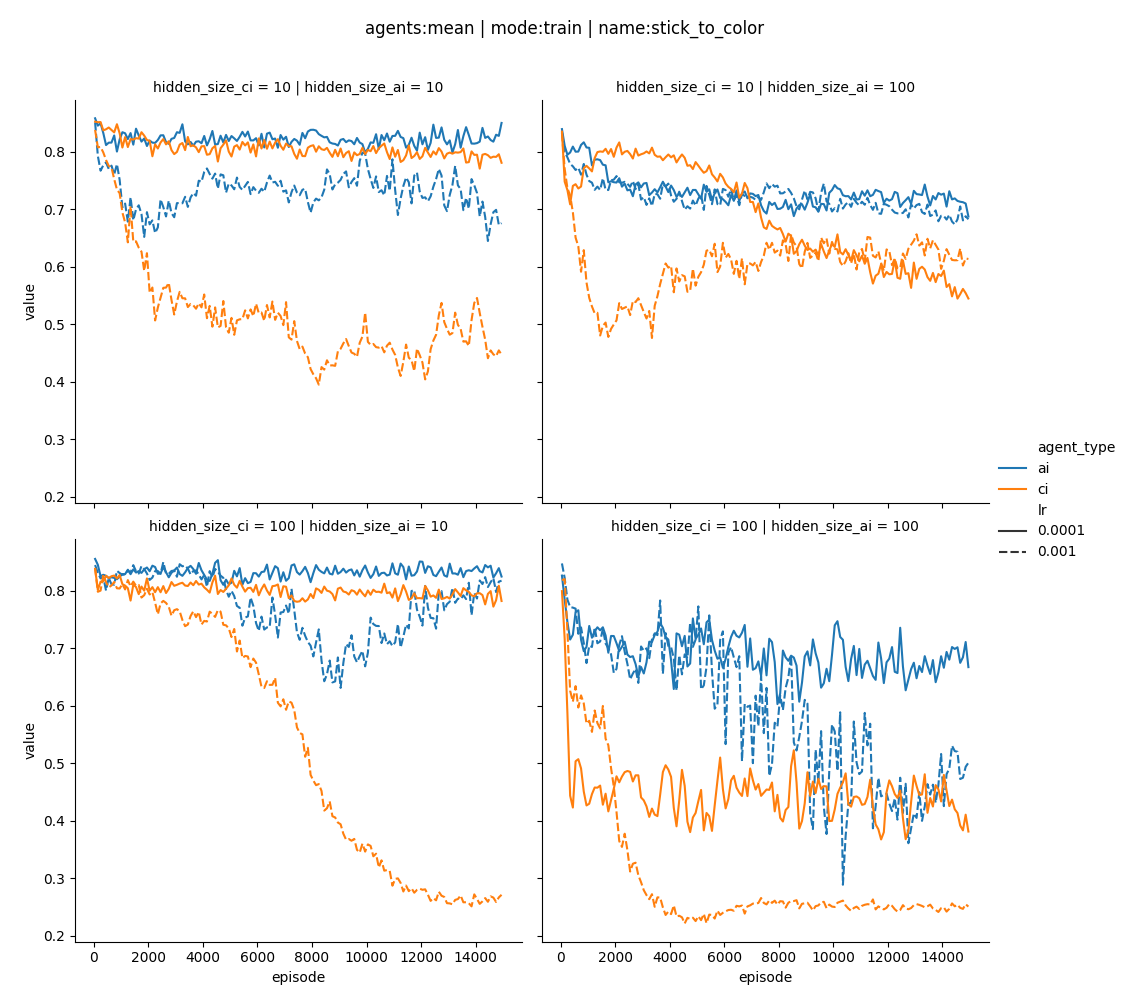 agents:mean | mode:train | name:stick_to_color
hidden_size_ci = 10 | hidden_size_ai = 10
hidden_size_ci = 10 | hidden_size_ai = 100
value
0.8
0.7
0.6
0.5
0.4
0.3
0.2
agent_type
ai
ci
lr
0.0001
0.001
hidden_size_ci = 100 | hidden_size_ai = 10
hidden_size_ci = 100 | hidden_size_ai = 100
value
0.8
0.7
0.6
0.5
0.4
0.3
0.2
0 2000 4000 6000 8000 10000 12000 14000
episode
0 2000 4000 6000 8000 10000 12000 14000
episode